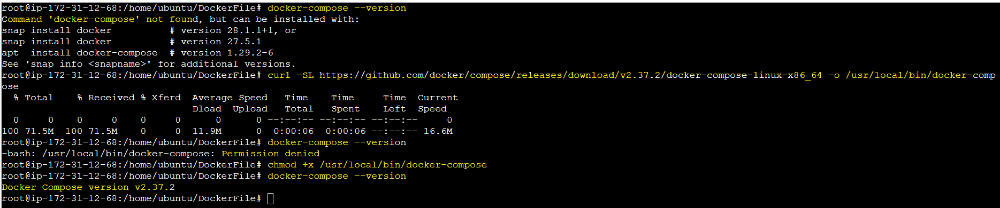 root@ip-172-31-12-68:/home/ubuntu/DockerFile# docker-compose --version
Command 'docker-compose' not found, but can be installed with:
snap install docker          # version 28.1.1+1, or
snap install docker          # version 27.5.1
apt  install docker-compose  # version 1.29.2-6
See 'snap info <snapname>' for additional versions.
root@ip-172-31-12-68:/home/ubuntu/DockerFile# curl -SL https://github.com/docker/compose/releases/download/v2.37.2/docker-compose-linux-x86_64 -o /usr/local/bin/docker-comp
ose
  % Total    % Received % Xferd  Average Speed   Time    Time     Time  Current
                                 Dload  Upload   Total   Spent    Left  Speed
  0     0    0     0    0     0      0      0 --:--:-- --:--:-- --:--:--     0
100 71.5M  100 71.5M    0     0  11.9M      0  0:00:06  0:00:06 --:--:-- 16.6M
root@ip-172-31-12-68:/home/ubuntu/DockerFile# docker-compose --version
-bash: /usr/local/bin/docker-compose: Permission denied
root@ip-172-31-12-68:/home/ubuntu/DockerFile# chmod +x /usr/local/bin/docker-compose
root@ip-172-31-12-68:/home/ubuntu/DockerFile# docker-compose --version
Docker Compose version v2.37.2
root@ip-172-31-12-68:/home/ubuntu/DockerFile#